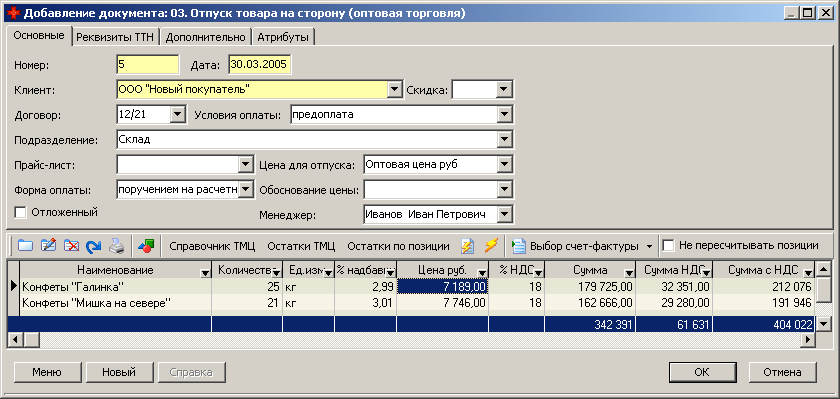 Добавление документа: 03. Отпуск товара на сторону (оптовая торговля)
Основные Реквизиты ТТН Дополнительно Атрибуты
Номер: 5 Дата: 30.03.2005
Клиент: ООО "Новый покупатель" Скидка:
Договор: 12/21 Условия оплаты: предоплата
Подразделение: Склад
Прайс-лист: Цена для отпуска: Оптовая цена руб
Форма оплаты: поручением на расчетн Обоснование цены:
Отложенный Менеджер: Иванов Иван Петрович
Справочник ТМЦ Остатки ТМЦ Остатки по позиции Выбор счет-фактуры Не пересчитывать позиции
Наименование Количеств Ед.изм % надбавк Цена руб. % НДС Сумма Сумма НДС Сумма с НДС
Конфеты "Галинка" 25 кг 2,99 7 189,00 18 179 725,00 32 351,00 212 076
Конфеты "Мишка на севере" 21 кг 3,01 7 746,00 18 162 666,00 29 280,00 191 946
342 391 61 631 404 022
Меню Новый Справка ОК Отмена